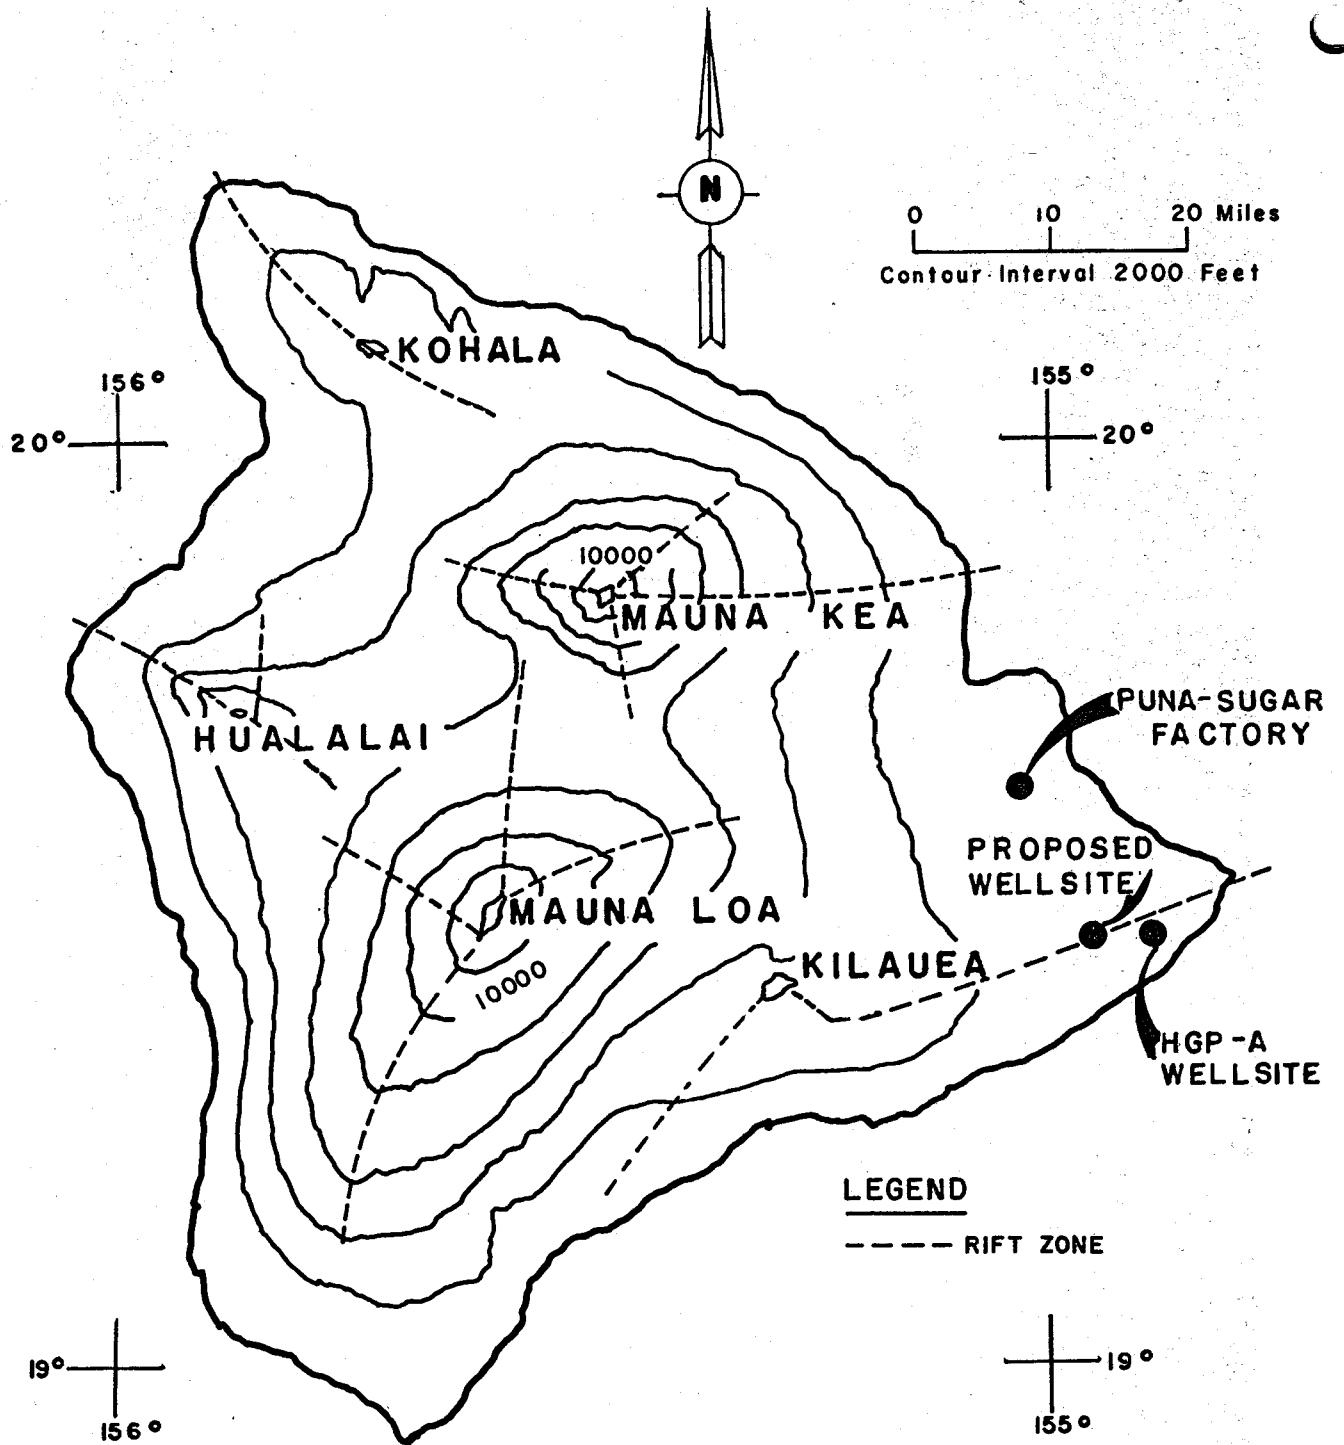 N
0 10 20 Miles
Contour Interval 2000 Feet
KOHALA
156°
155°
20°
20°
10000
MAUNA KEA
PUNA-SUGAR
FACTORY
HUALALAI
PROPOSED
WELLSITE
MAUNA LOA
KILAUEA
10000
HGP-A
WELLSITE
LEGEND
RIFT ZONE
19°
19°
156°
155°